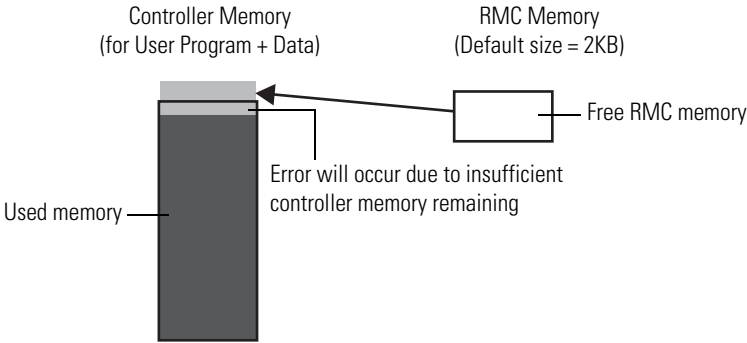 Controller Memory
(for User Program + Data)
RMC Memory
(Default size = 2KB)
Free RMC memory
Error will occur due to insufficient
controller memory remaining
Used memory